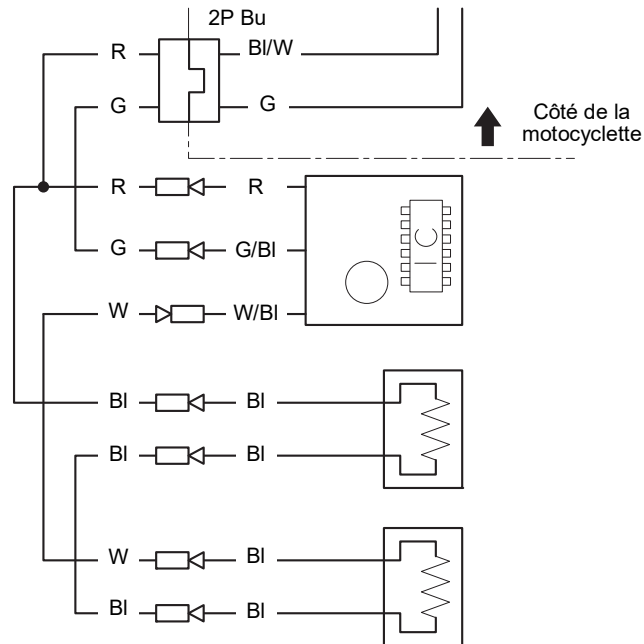 2P Bu
R Bl/W
G G
Côté de la
motocyclette
R R
G G/Bl
W W/Bl
Bl Bl
Bl Bl
W Bl
Bl Bl